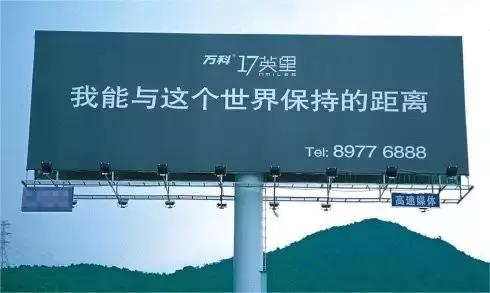 万科® 17英里
17MILES
我能与这个世界保持的距离
Tel: 8977 6888
高速媒体